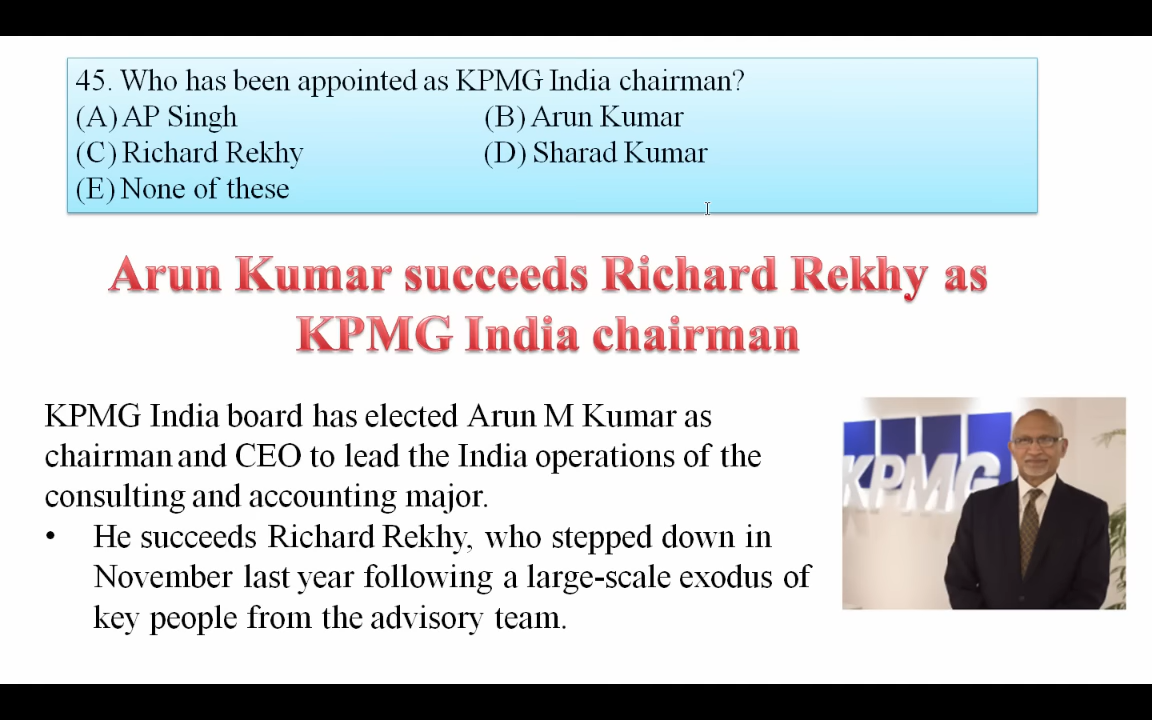 45. Who has been appointed as KPMG India chairman?
(A) AP Singh (B) Arun Kumar
(C) Richard Rekhy (D) Sharad Kumar
(E) None of these
Arun Kumar succeeds Richard Rekhy as
KPMG India chairman
KPMG India board has elected Arun M Kumar as
chairman and CEO to lead the India operations of the
consulting and accounting major.
• He succeeds Richard Rekhy, who stepped down in
November last year following a large-scale exodus of
key people from the advisory team.
KPMG